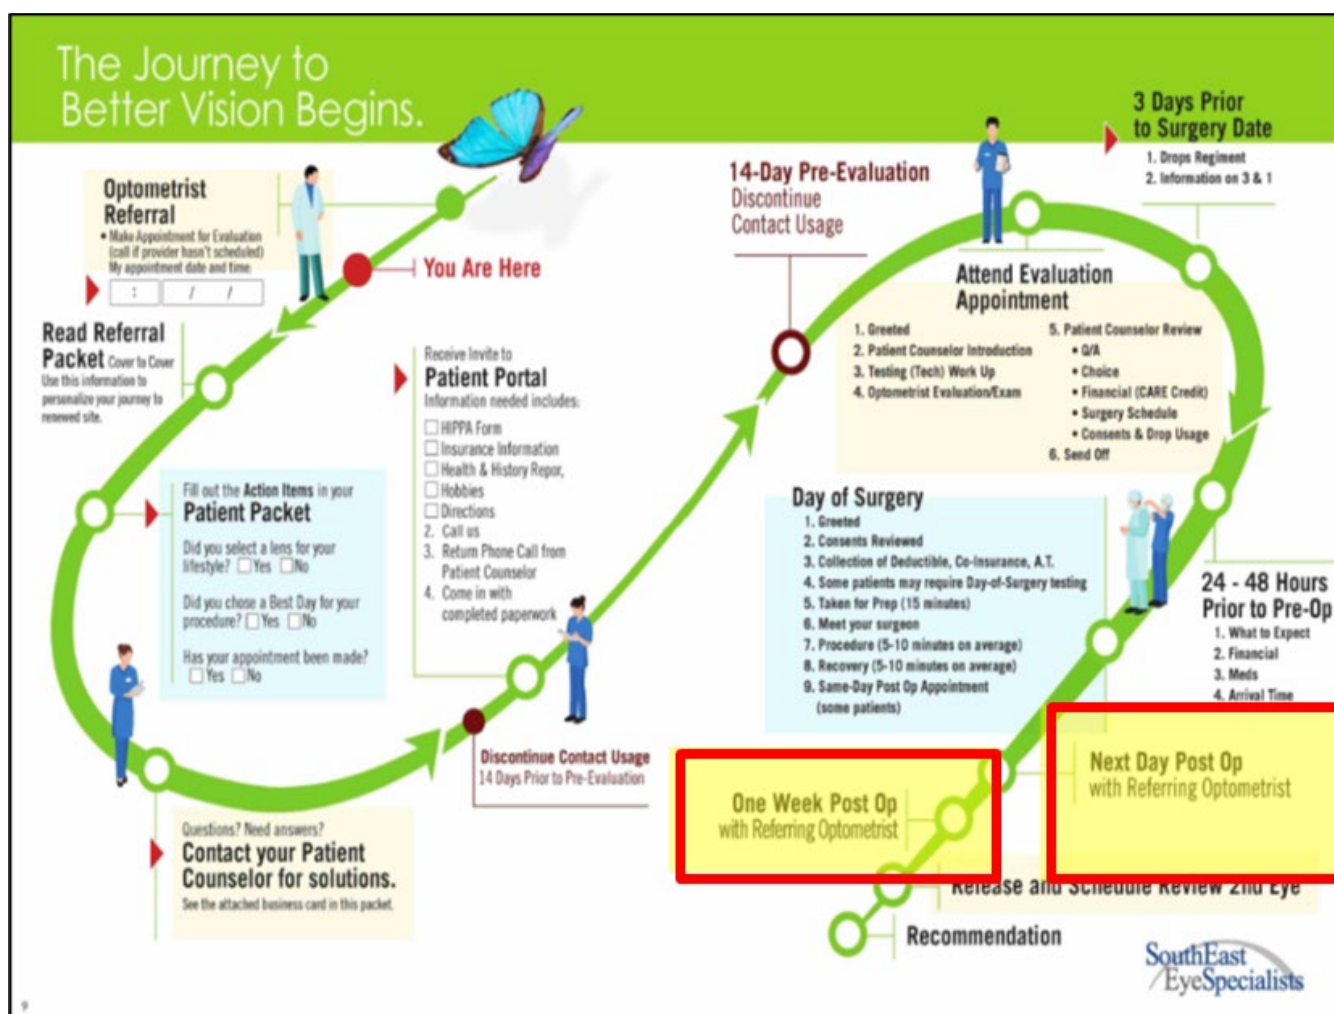 The Journey to
Better Vision Begins.
Optometrist
Referral
• Make Appointment for Evaluation
(call if provider hasn't scheduled)
My appointment date and time:
: / /
You Are Here
Read Referral
Packet Cover to Cover
Use this information to
personalize your journey to
renewed site.
Fill out the Action Items in your
Patient Packet
Did you select a lens for your
lifestyle? Yes No
Did you chose a Best Day for your
procedure? Yes No
Has your appointment been made?
Yes No
Questions? Need answers?
Contact your Patient
Counselor for solutions.
See the attached business card in this packet.
Receive Invite to
Patient Portal
Information needed includes:
HIPPA Form
Insurance Information
Health & History Repor,
Hobbies
Directions
2. Call us
3. Return Phone Call from
Patient Counselor
4. Come in with
completed paperwork
Discontinue Contact Usage
14 Days Prior to Pre-Evaluation
14-Day Pre-Evaluation
Discontinue
Contact Usage
Attend Evaluation
Appointment
1. Greeted
2. Patient Counselor Introduction
3. Testing (Tech) Work Up
4. Optometrist Evaluation/Exam
5. Patient Counselor Review
• Q/A
• Choice
• Financial (CARE Credit)
• Surgery Schedule
• Consents & Drop Usage
6. Send Off
3 Days Prior
to Surgery Date
1. Drops Regiment
2. Information on 3 & 1
24 - 48 Hours
Prior to Pre-Op
1. What to Expect
2. Financial
3. Meds
4. Arrival Time
Day of Surgery
1. Greeted
2. Consents Reviewed
3. Collection of Deductible, Co-Insurance, A.T.
4. Some patients may require Day-of-Surgery testing
5. Taken for Prep (15 minutes)
6. Meet your surgeon
7. Procedure (5-10 minutes on average)
8. Recovery (5-10 minutes on average)
9. Same-Day Post Op Appointment
(some patients)
Next Day Post Op
with Referring Optometrist
One Week Post Op
with Referring Optometrist
Release and Schedule Review 2nd Eye
Recommendation
SouthEast
EyeSpecialists
9